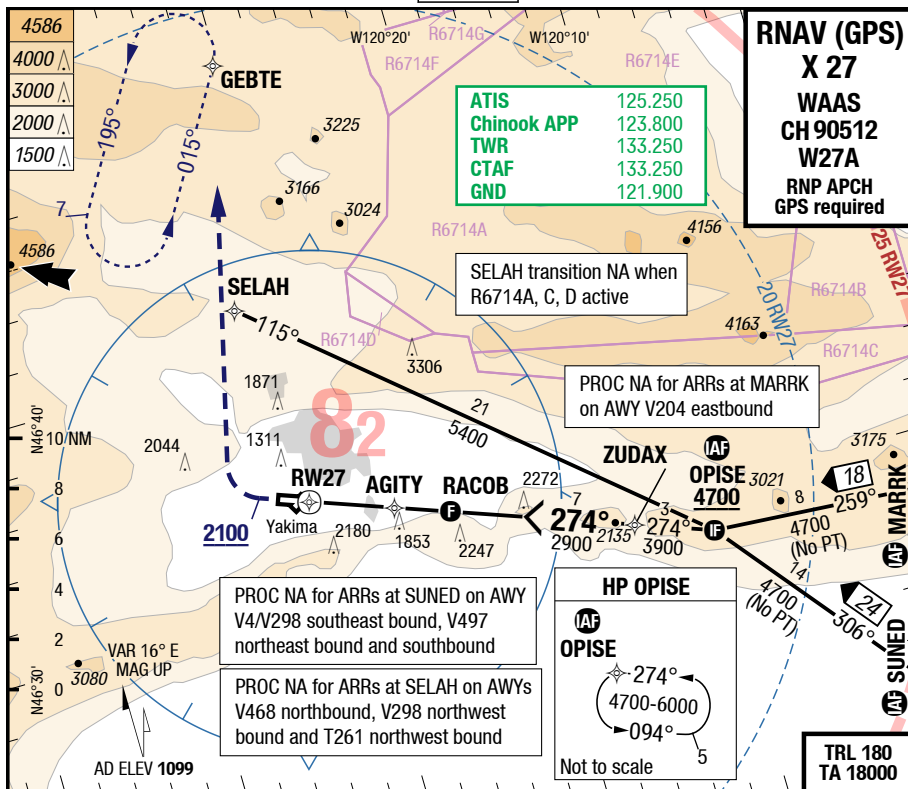 4586
4000
3000
2000
1500
GEBTE
195°
015°
7
W120°20'
W120°10'
R6714G
R6714F
R6714E
3225
3166
3024
ATIS 125.250
Chinook APP 123.800
TWR 133.250
CTAF 133.250
GND 121.900
RNAV (GPS)
X 27
WAAS
CH 90512
W27A
RNP APCH
GPS required
25 RW27
20 RW27
4586
R6714A
4156
SELAH transition NA when
R6714A, C, D active
R6714B
4163
R6714C
SELAH
115°
R6714D
3306
21
5400
PROC NA for ARRs at MARRK
on AWY V204 eastbound
1871
82
1311
2044
N46°40'
10 NM
8
6
4
2
0
N46°30'
RW27
Yakima
2100
AGITY
RACOB
F
2272
2180
1853
2247
7
274°
2900
2135
ZUDAX
3
274°
3900
IAF
OPISE
4700
IF
3021
3175
8
18
259°
4700
(No PT)
IAF MARRK
14
4700
(No PT)
24
306°
IAF SUNED
PROC NA for ARRs at SUNED on AWY
V4/V298 southeast bound, V497
northeast bound and southbound
PROC NA for ARRs at SELAH on AWYs
V468 northbound, V298 northwest
bound and T261 northwest bound
HP OPISE
IAF
OPISE
274°
4700-6000
094°
5
Not to scale
VAR 16° E
MAG UP
3080
AD ELEV 1099
TRL 180
TA 18000